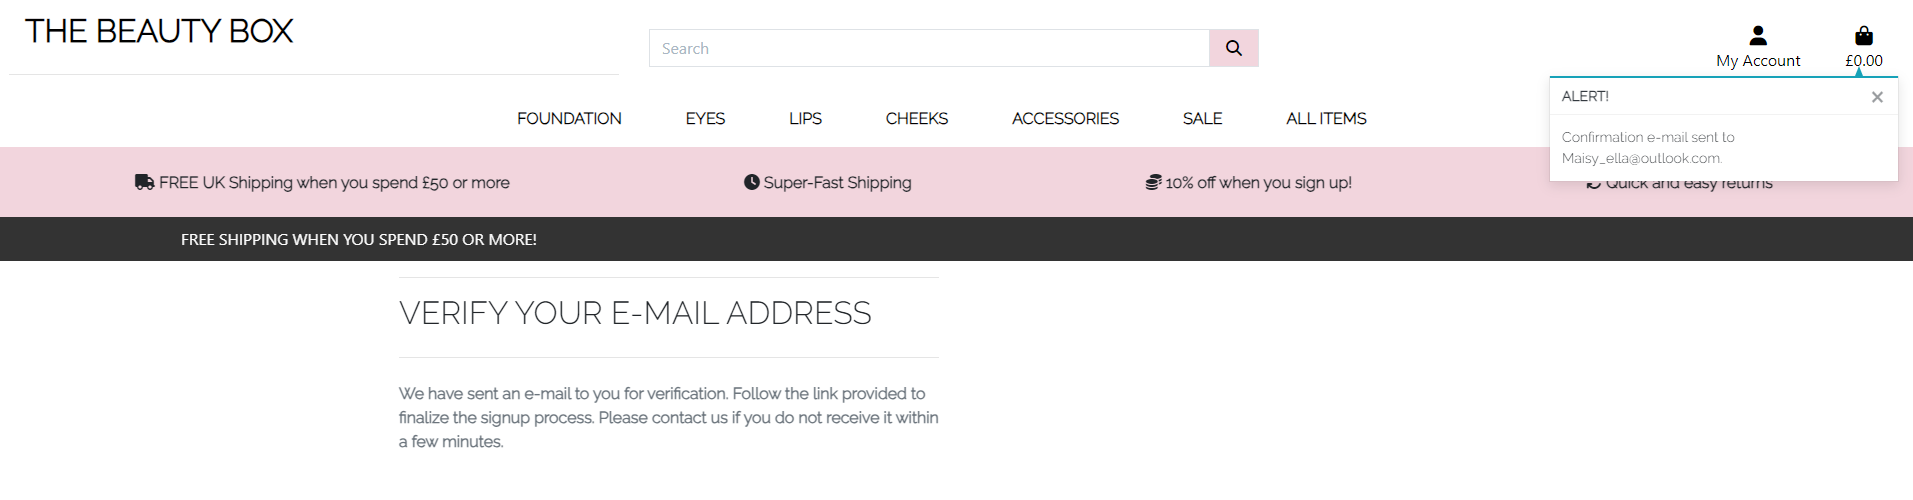 THE BEAUTY BOX
Search
My Account
£0.00
ALERT!
×
Confirmation e-mail sent to
Maisy_ella@outlook.com.
FOUNDATION EYES LIPS CHEEKS ACCESSORIES SALE ALL ITEMS
FREE UK Shipping when you spend £50 or more
Super-Fast Shipping
10% off when you sign up!
Quick and easy returns
FREE SHIPPING WHEN YOU SPEND £50 OR MORE!
VERIFY YOUR E-MAIL ADDRESS
We have sent an e-mail to you for verification. Follow the link provided to
finalize the signup process. Please contact us if you do not receive it within
a few minutes.